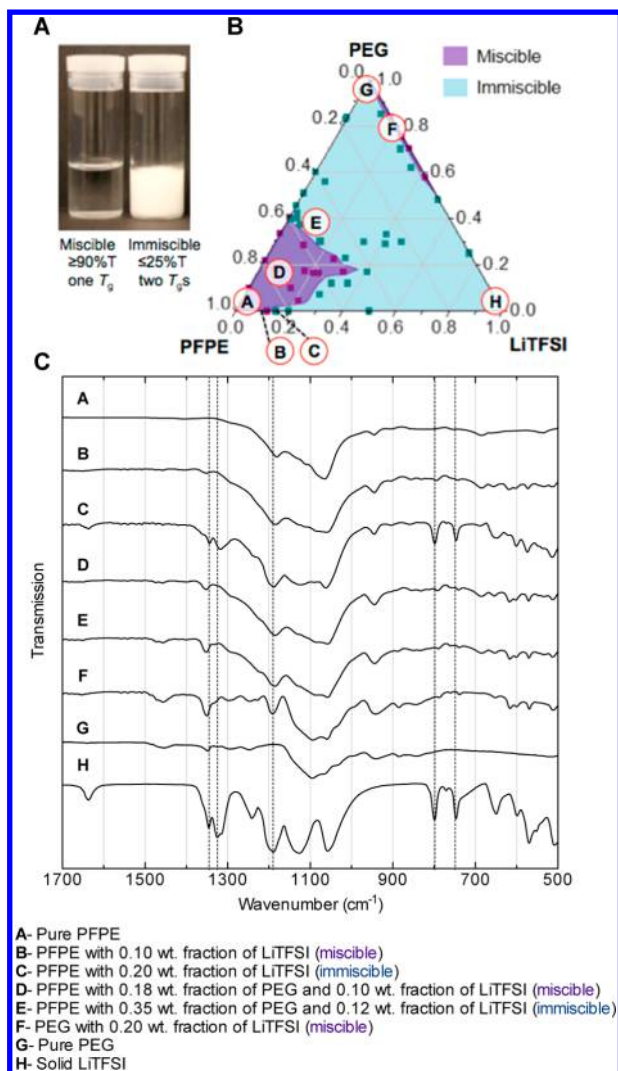 A
B
PEG
Miscible
Immiscible
0.0
1.0
G
0.2
F
0.8
0.4
0.6
0.6
E
0.4
0.8
D
0.2
1.0
A
H
0.0
0.0
0.2
0.4
0.6
0.8
1.0
PFPE
B
C
LiTFSI
Miscible
≥90%T
one Tg
Immiscible
≤25%T
two Tgs
C
A
B
C
D
E
F
G
H
Transmission
1700 1500 1300 1100 900 700 500
Wavenumber (cm-1)
A- Pure PFPE
B- PFPE with 0.10 wt. fraction of LiTFSI (miscible)
C- PFPE with 0.20 wt. fraction of LiTFSI (immiscible)
D- PFPE with 0.18 wt. fraction of PEG and 0.10 wt. fraction of LiTFSI (miscible)
E- PFPE with 0.35 wt. fraction of PEG and 0.12 wt. fraction of LiTFSI (immiscible)
F- PEG with 0.20 wt. fraction of LiTFSI (miscible)
G- Pure PEG
H- Solid LiTFSI